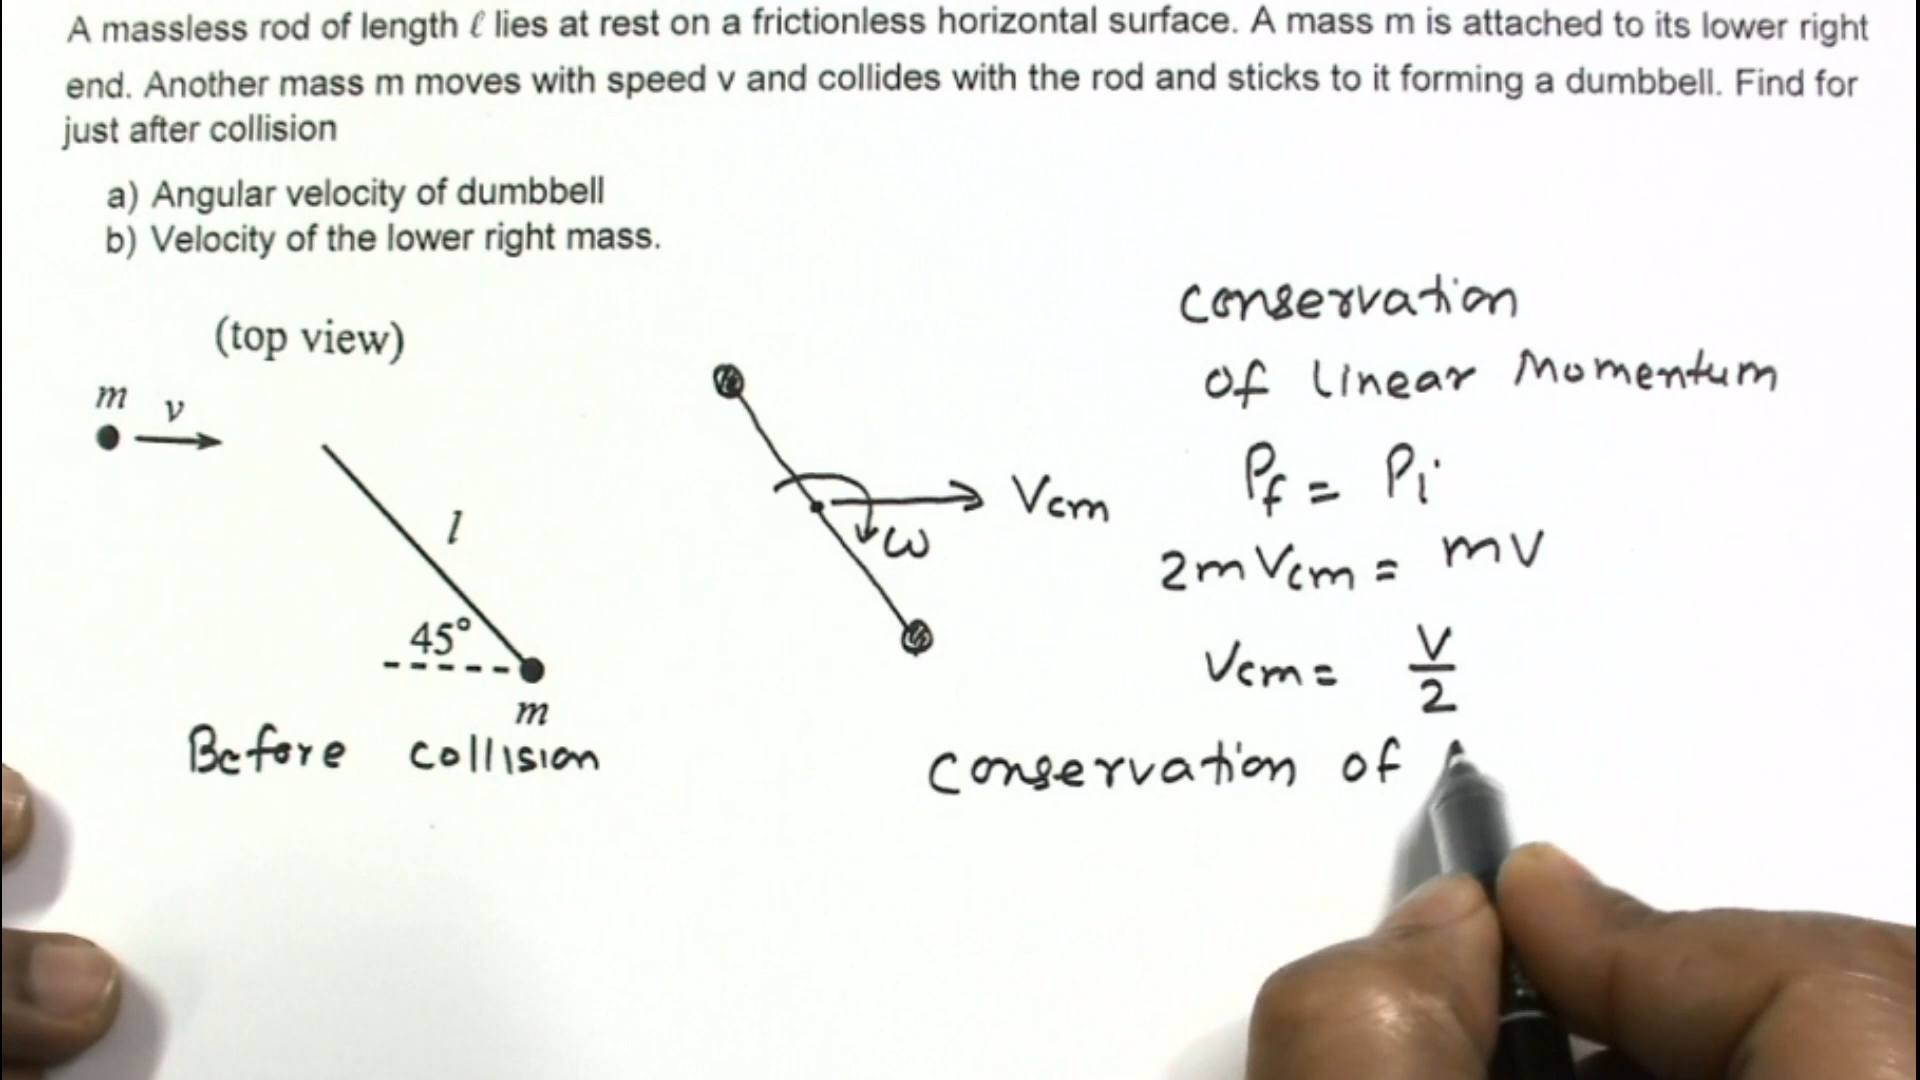 A massless rod of length ℓ lies at rest on a frictionless horizontal surface. A mass m is attached to its lower right
end. Another mass m moves with speed v and collides with the rod and sticks to it forming a dumbbell. Find for
just after collision
a) Angular velocity of dumbbell
b) Velocity of the lower right mass.
(top view)
m
v
l
45°
m
Before collision
Vcm
ω
Conservation
of linear Momentum
Pf = Pi
2mVcm = mv
Vcm = V/2
Conservation of